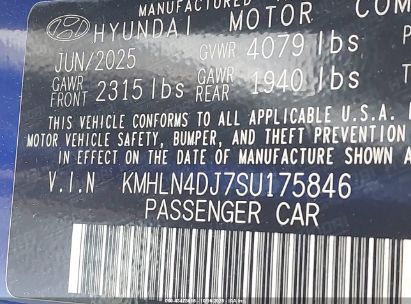 MANUFACTURED
HYUNDAI MOTOR COM
JUN/2025 GVWR 4079 lbs P
GAWR FRONT 2315 lbs GAWR REAR 1940 lbs T
THIS VEHICLE CONFORMS TO ALL APPLICABLE U.S.A.
MOTOR VEHICLE SAFETY, BUMPER, AND THEFT PREVENTION
IN EFFECT ON THE DATE OF MANUFACTURE SHOWN A
V.I.N KMHLN4DJ7SU175846
PASSENGER CAR